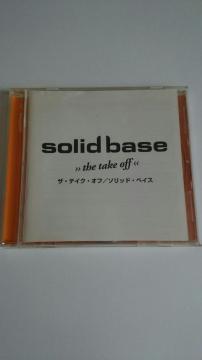 solid base
›› the take off ‹‹
ザ・テイク・オフ／ソリッド・ベイス